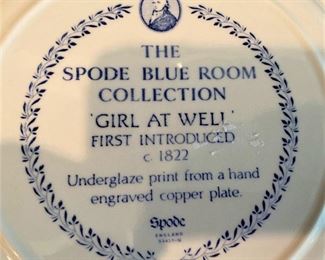 THE
SPODE BLUE ROOM
COLLECTION
'GIRL AT WELL'
FIRST INTRODUCED
c. 1822
Underglaze print from a hand
engraved copper plate.
Spode
ENGLAND